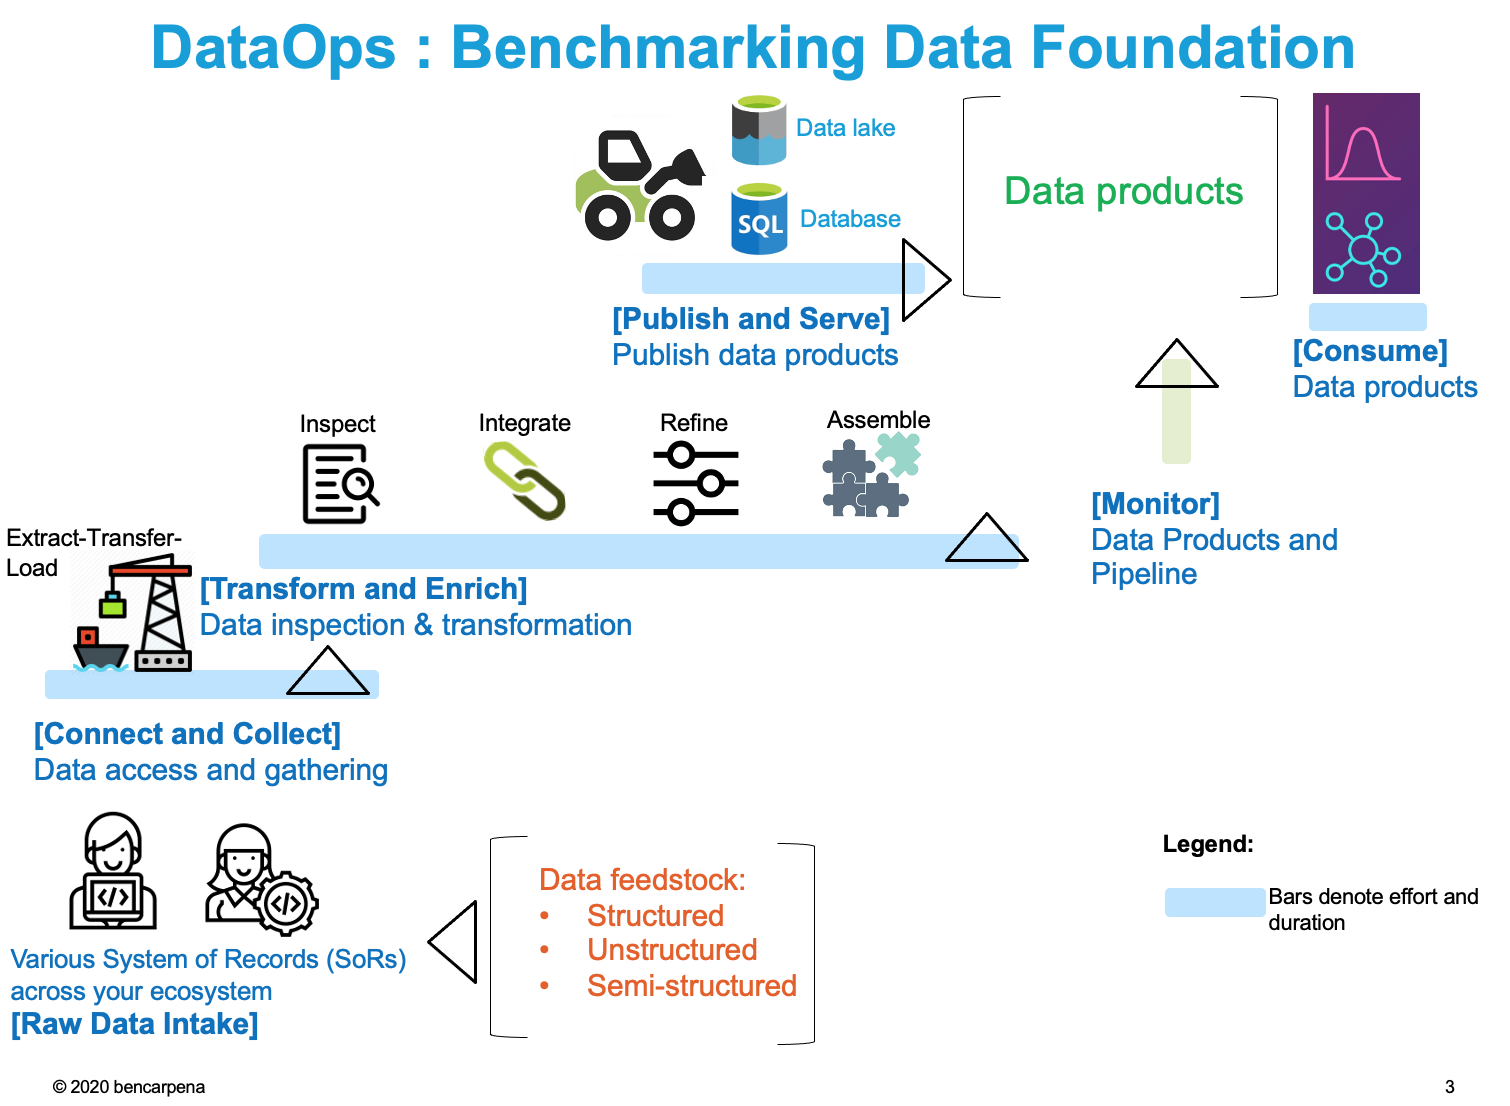 DataOps : Benchmarking Data Foundation
Data lake
SQL
Database
Data products
[Publish and Serve]
Publish data products
[Consume]
Data products
Inspect
Integrate
Refine
Assemble
[Monitor]
Data Products and
Pipeline
Extract-Transfer-
Load
[Transform and Enrich]
Data inspection & transformation
[Connect and Collect]
Data access and gathering
</>
</>
Various System of Records (SoRs)
across your ecosystem
[Raw Data Intake]
Data feedstock:
• Structured
• Unstructured
• Semi-structured
Legend:
Bars denote effort and
duration
© 2020 bencarpena
3